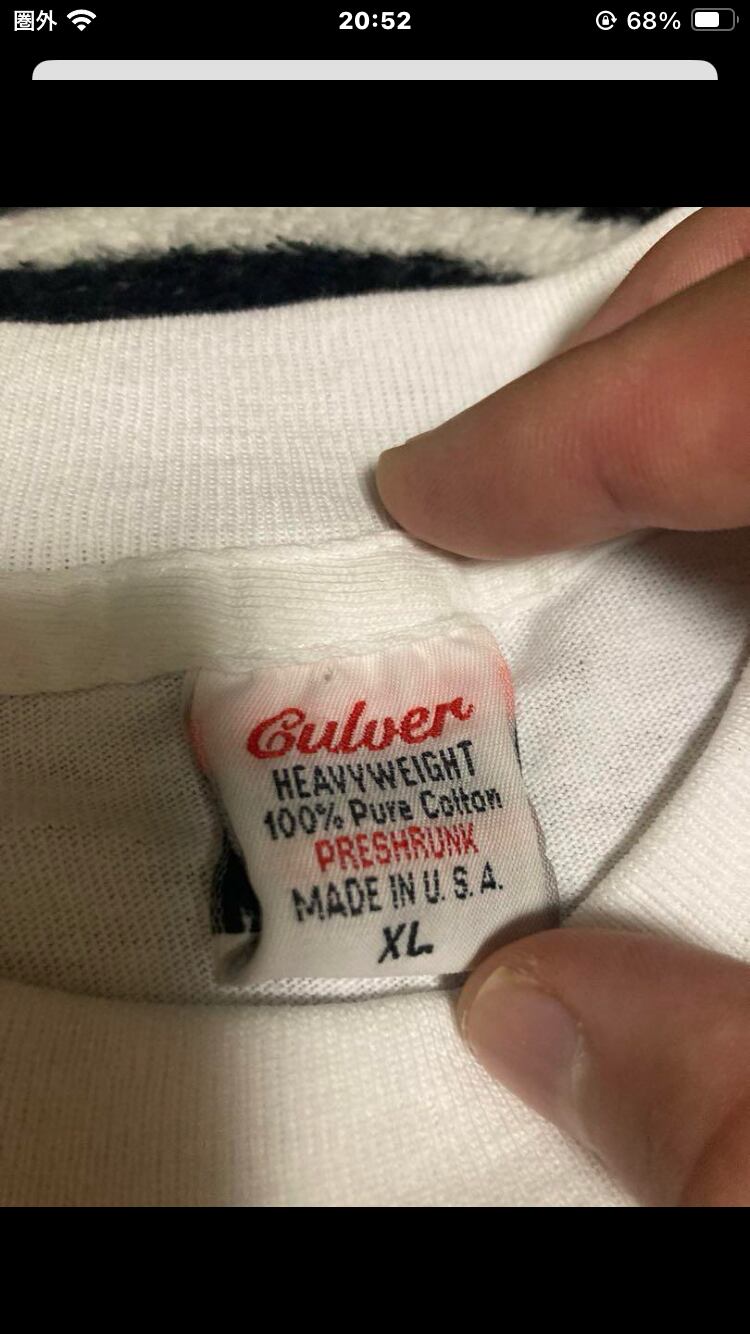 圏外 20:52 68%
Culver
HEAVYWEIGHT
100% Pure Cotton
PRESHRUNK
MADE IN U.S.A.
XL